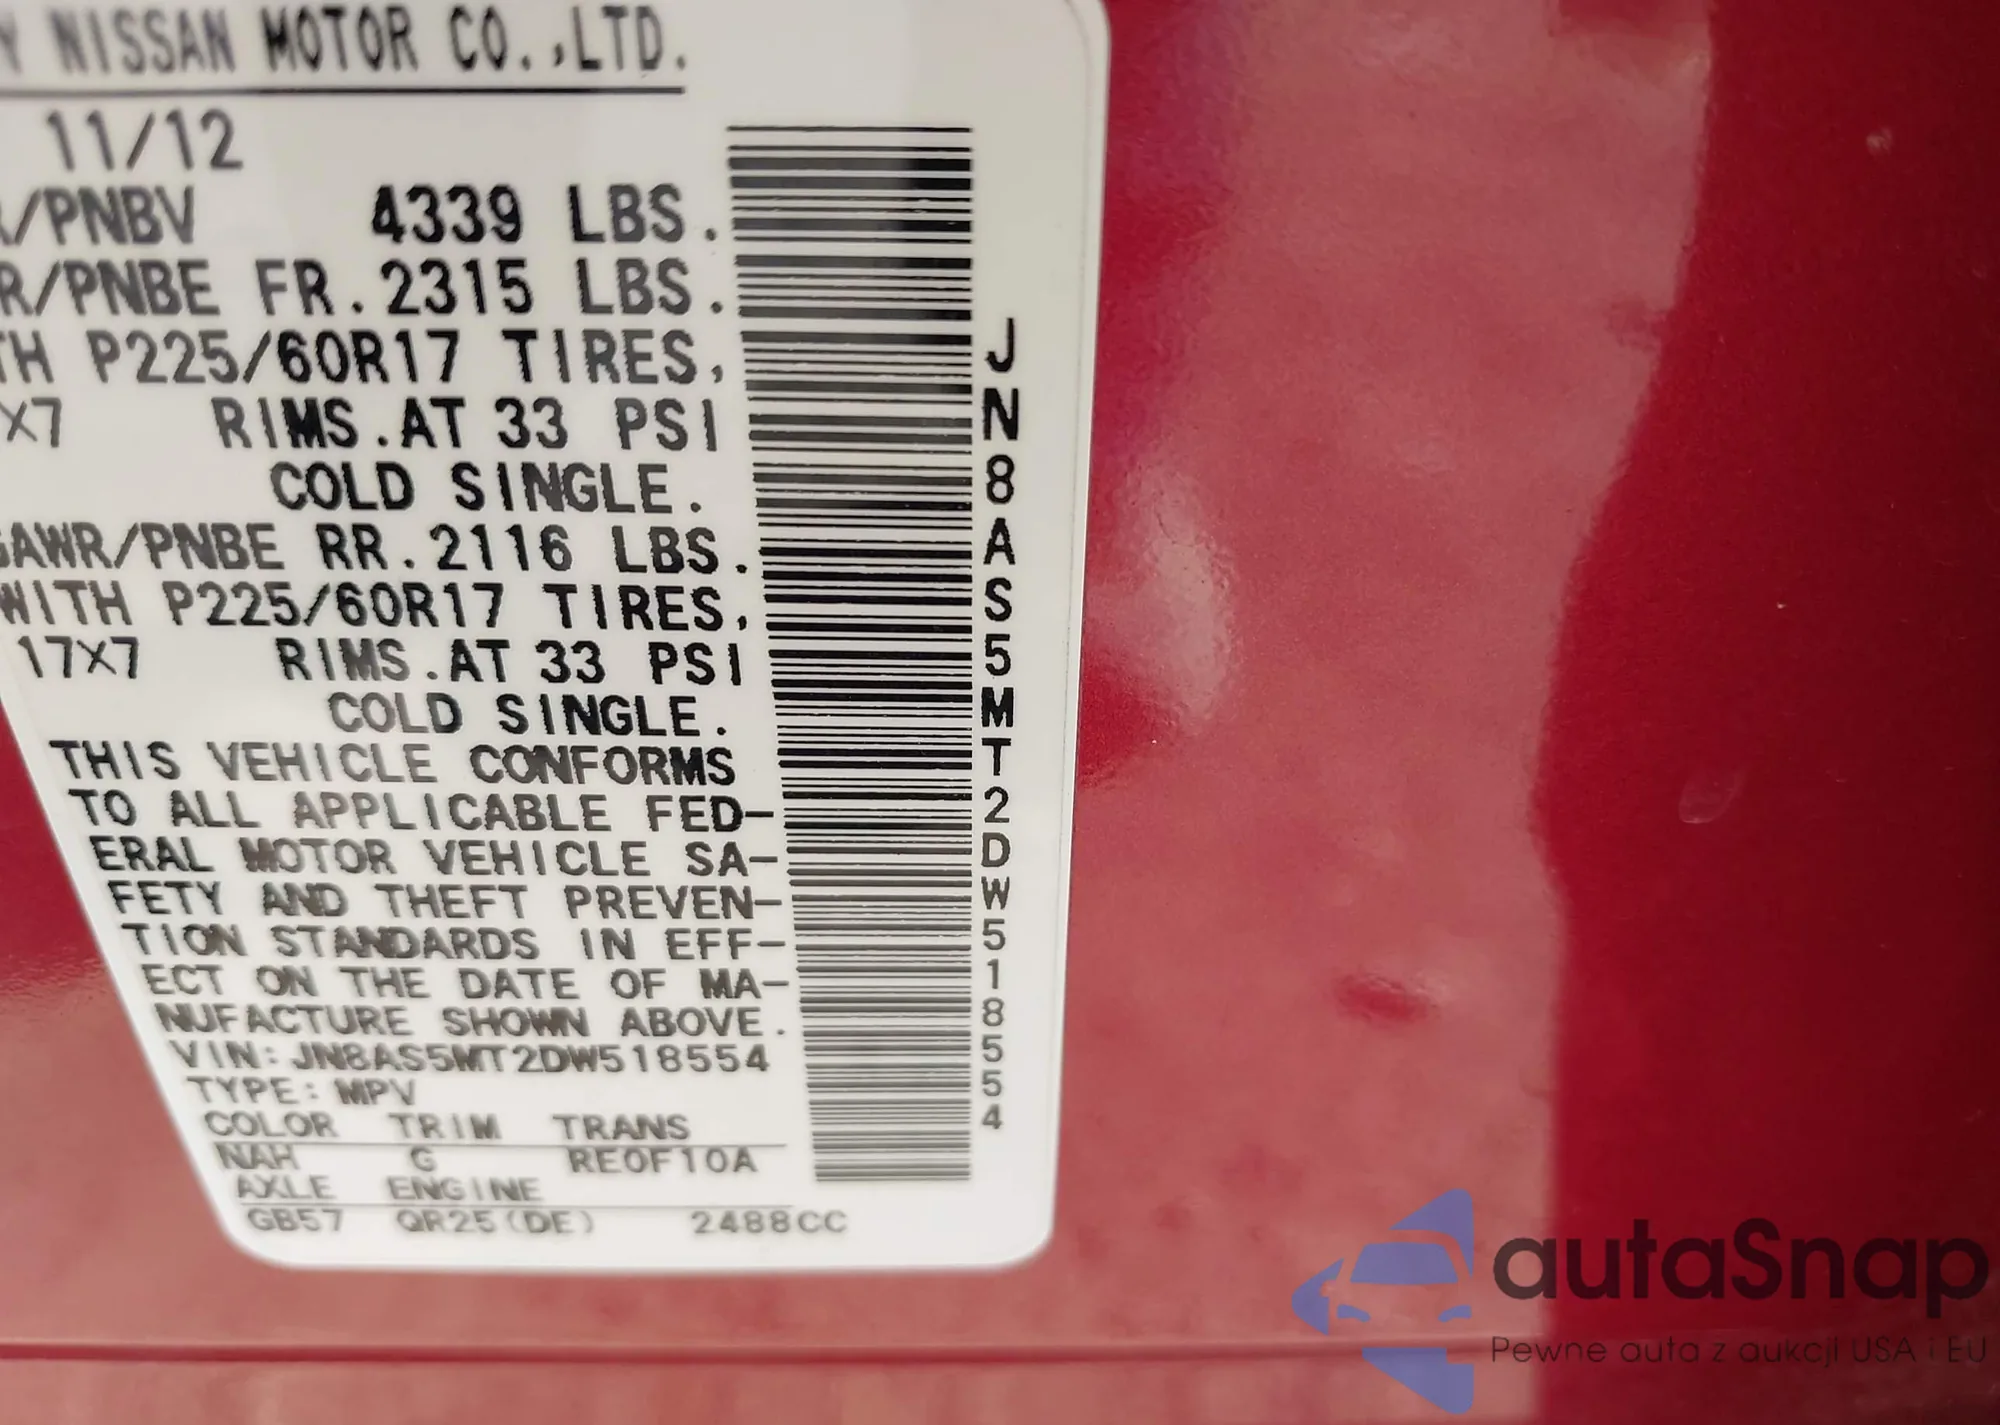 Y NISSAN MOTOR CO.,LTD.
11/12
R/PNBV 4339 LBS.
R/PNBE FR.2315 LBS.
TH P225/60R17 TIRES,
X7 RIMS.AT 33 PSI
COLD SINGLE.
GAWR/PNBE RR.2116 LBS.
WITH P225/60R17 TIRES,
17X7 RIMS.AT 33 PSI
COLD SINGLE.
THIS VEHICLE CONFORMS
TO ALL APPLICABLE FED-
ERAL MOTOR VEHICLE SA-
FETY AND THEFT PREVEN-
TION STANDARDS IN EFF-
ECT ON THE DATE OF MA-
NUFACTURE SHOWN ABOVE.
VIN: JN8AS5MT2DW518554
TYPE: MPV
COLOR TRIM TRANS
NAH G RE0F10A
AXLE ENGINE
GB57 QR25(DE) 2488CC
JN8AS5MT2DW518554
autaSnap
Pewne auta z aukcji USA i EU